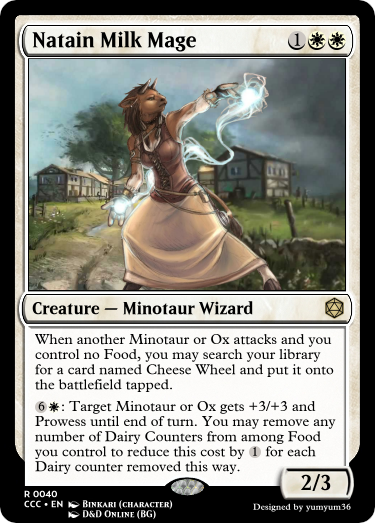 Natain Milk Mage 1
Creature — Minotaur Wizard
When another Minotaur or Ox attacks and you
control no Food, you may search your library
for a card named Cheese Wheel and put it onto
the battlefield tapped.
6 : Target Minotaur or Ox gets +3/+3 and
Prowess until end of turn. You may remove any
number of Dairy Counters from among Food
you control to reduce this cost by 1 for each
Dairy counter removed this way.
2/3
R 0040
CCC • EN Binkari (character)
D&D Online (BG)
Designed by yumyum36